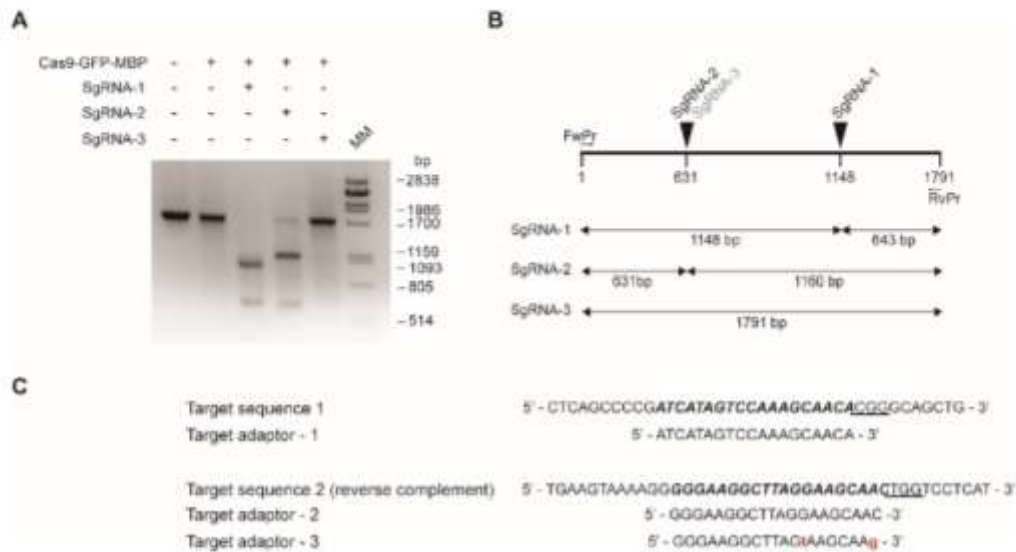 A
Cas9-GFP-MBP - + + + +
SgRNA-1 - - + - -
SgRNA-2 - - - + -
SgRNA-3 - - - - +
MM
bp
2838
1986
1700
1159
1093
805
514
B
SgRNA-2
SgRNA-3
SgRNA-1
FwPr
1 631 1148 1791
RvPr
SgRNA-1 1148 bp 643 bp
SgRNA-2 631bp 1160 bp
SgRNA-3 1791 bp
C
Target sequence 1 5' - CTCAGCCCCGATCATAGTCCAAAGCAACACGGGCAGCTG - 3'
Target adaptor - 1 5' - ATCATAGTCCAAAGCAACA - 3'
Target sequence 2 (reverse complement) 5' - TGAAGTAAAAGGGGGAAGGCTTAGGAAGCAACTGGTCCTCAT - 3'
Target adaptor - 2 5' - GGGAAGGCTTAGGAAGCAAC - 3'
Target adaptor - 3 5' - GGGAAGGCTTAGtAAGCAAg - 3'